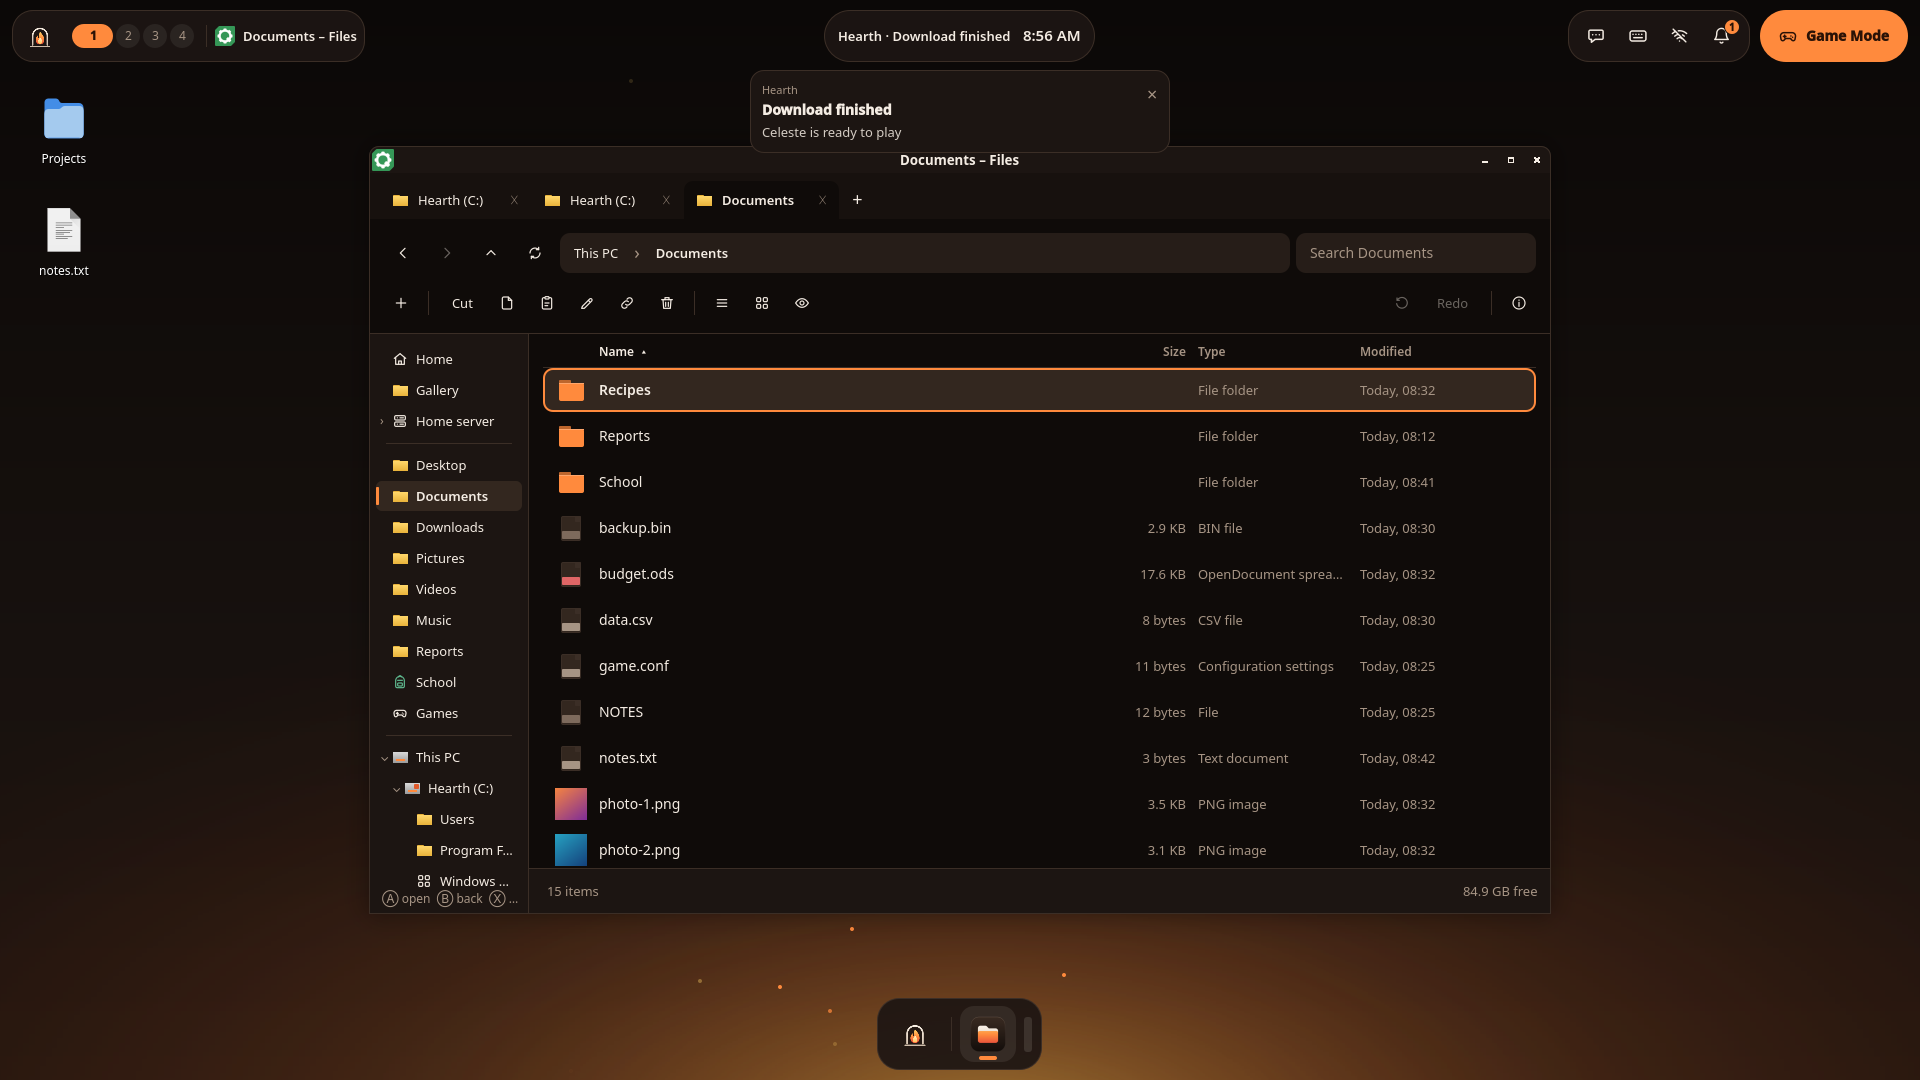 1 2 3 4 Documents – Files
Hearth · Download finished 8:56 AM
1
Game Mode
Hearth
Download finished
Celeste is ready to play
Projects
notes.txt
Documents – Files
Hearth (C:) X Hearth (C:) X Documents X +
This PC › Documents
Search Documents
Cut
Redo
Home
Gallery
Home server
Desktop
Documents
Downloads
Pictures
Videos
Music
Reports
School
Games
This PC
Hearth (C:)
Users
Program F...
Windows ...
A open B back X ...
Name Size Type Modified
Recipes File folder Today, 08:32
Reports File folder Today, 08:12
School File folder Today, 08:41
backup.bin 2.9 KB BIN file Today, 08:30
budget.ods 17.6 KB OpenDocument sprea... Today, 08:32
data.csv 8 bytes CSV file Today, 08:30
game.conf 11 bytes Configuration settings Today, 08:25
NOTES 12 bytes File Today, 08:25
notes.txt 3 bytes Text document Today, 08:42
photo-1.png 3.5 KB PNG image Today, 08:32
photo-2.png 3.1 KB PNG image Today, 08:32
15 items 84.9 GB free